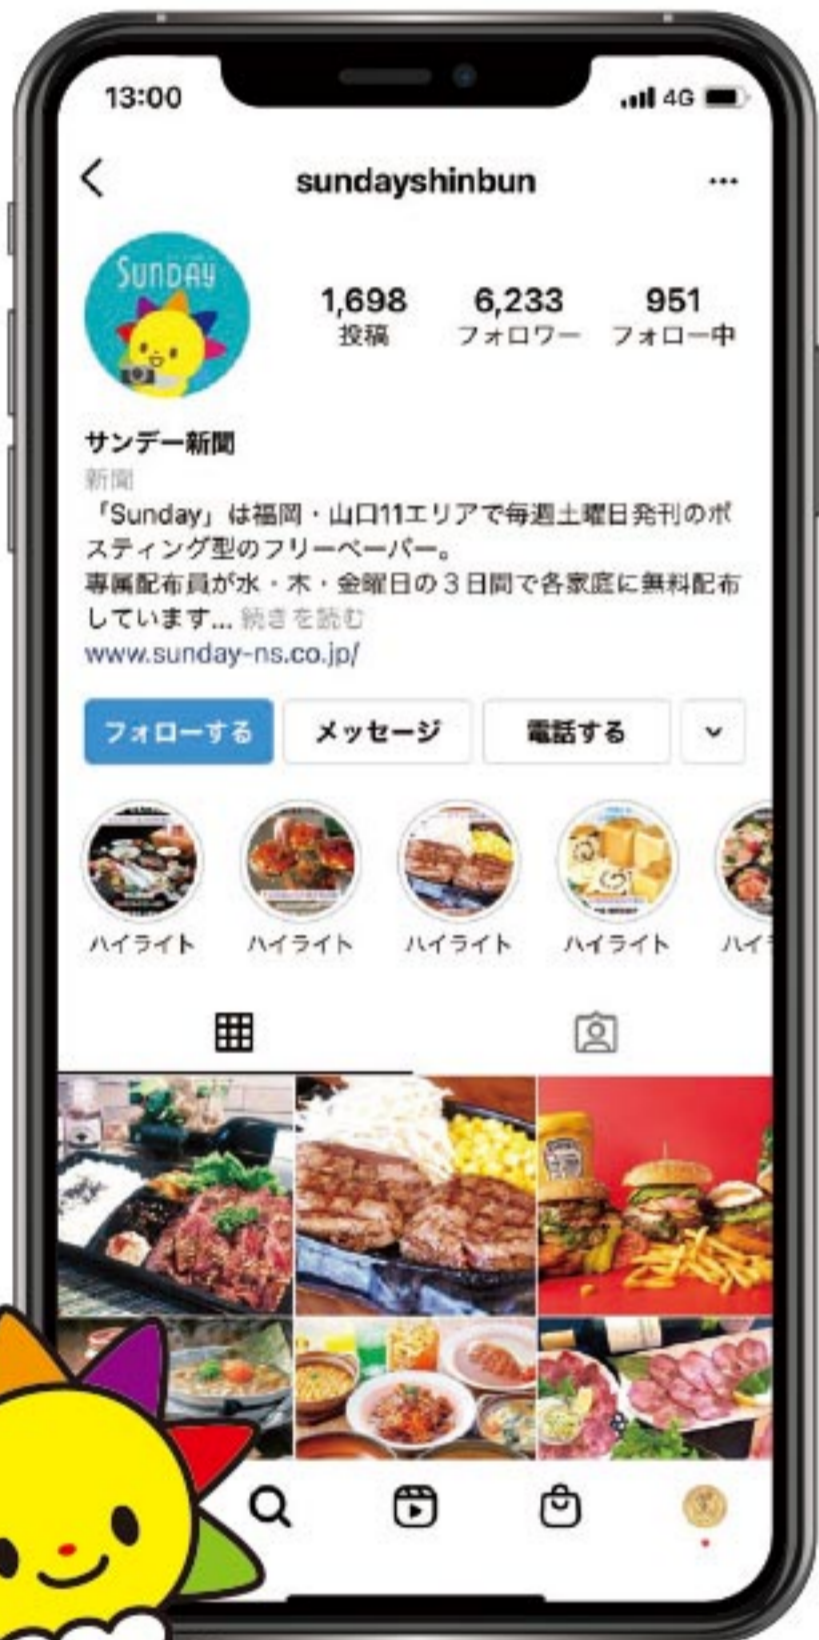 13:00
4G
sundayshinbun
SUNDAY
1,698
6,233
951
投稿
フォロワー
フォロー中
サンデー新聞
新聞
「Sunday」は福岡・山口11エリアで毎週土曜日発刊のポ
スティング型のフリーペーパー。
専属配布員が水・木・金曜日の3日間で各家庭に無料配布
しています... 続きを読む
www.sunday-ns.co.jp/
フォローする
メッセージ
電話する
ハイライト
ハイライト
ハイライト
ハイライト
ハイ